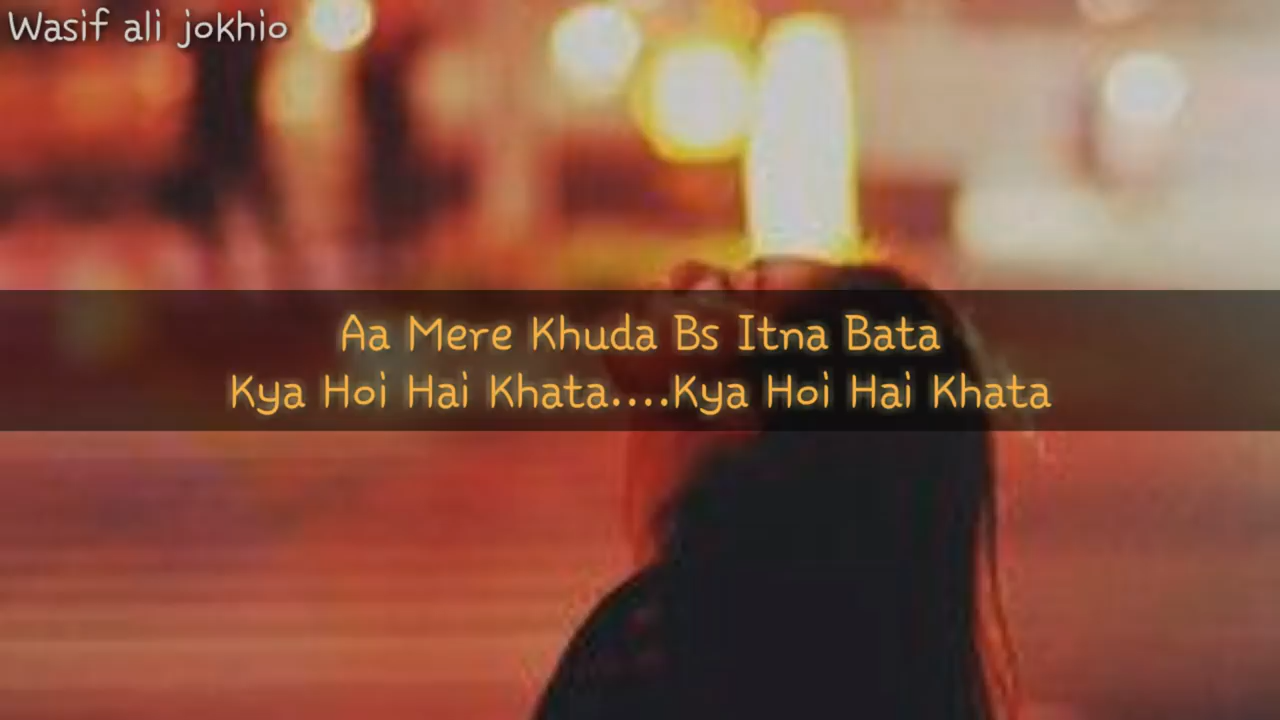 Wasif ali jokhio
Aa Mere Khuda Bs Itna Bata
Kya Hoi Hai Khata....Kya Hoi Hai Khata